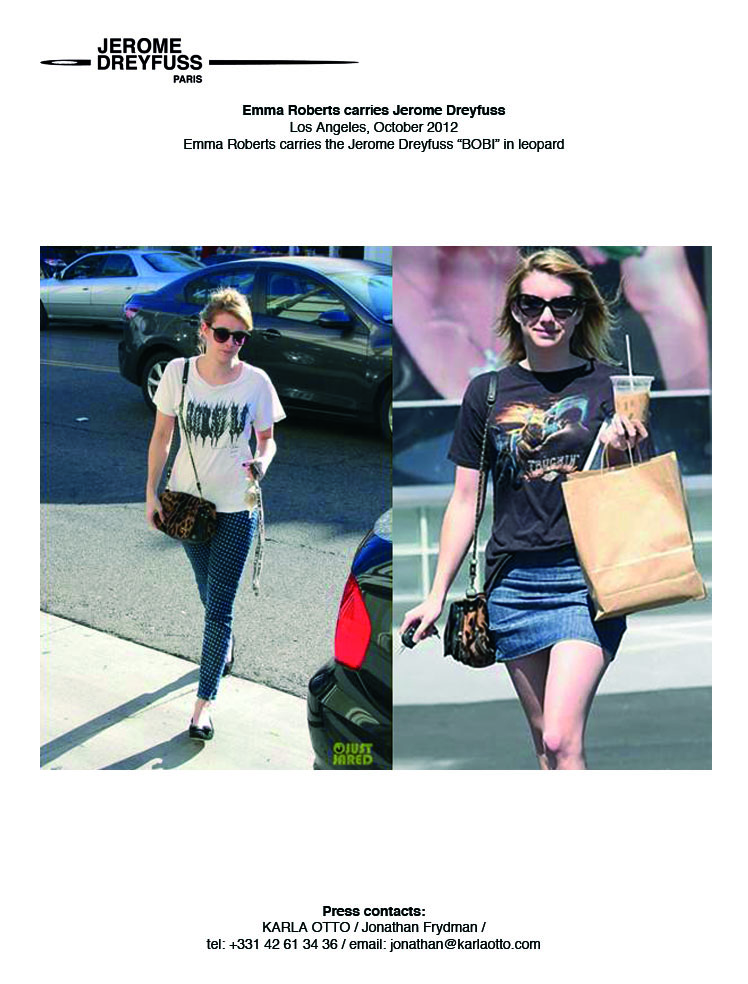 JEROME
DREYFUSS
PARIS
Emma Roberts carries Jerome Dreyfuss
Los Angeles, October 2012
Emma Roberts carries the Jerome Dreyfuss “BOBI” in leopard
TRUCKIN'
JUST
JARED
Press contacts:
KARLA OTTO / Jonathan Frydman /
tel: +331 42 61 34 36 / email: jonathan@karlaotto.com